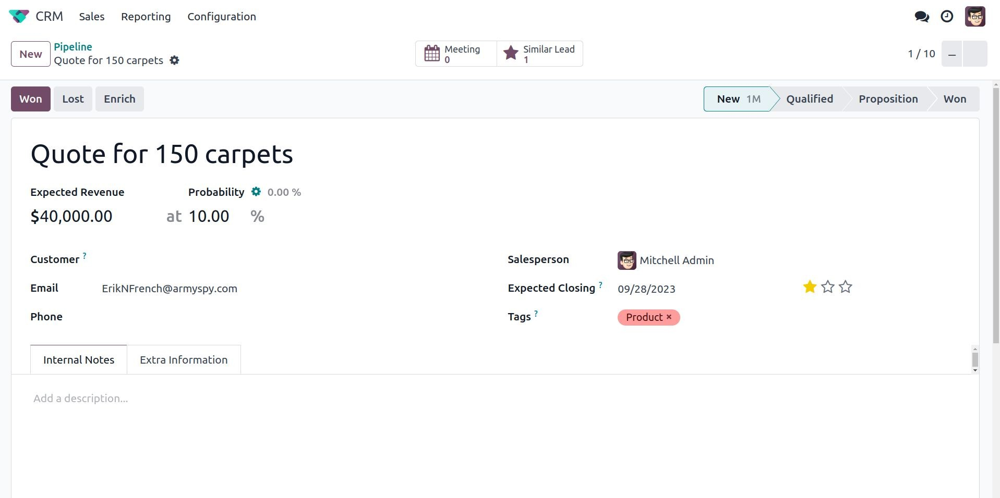 CRM Sales Reporting Configuration
New
Pipeline
Quote for 150 carpets
Meeting
0
Similar Lead
1
1 / 10
Won Lost Enrich
New 1M Qualified Proposition Won
Quote for 150 carpets
Expected Revenue Probability 0.00 %
$40,000.00 at 10.00 %
Customer ?
Salesperson Mitchell Admin
Email ErikNFrench@armyspy.com
Expected Closing ? 09/28/2023
Phone
Tags ? Product ×
Internal Notes Extra Information
Add a description...